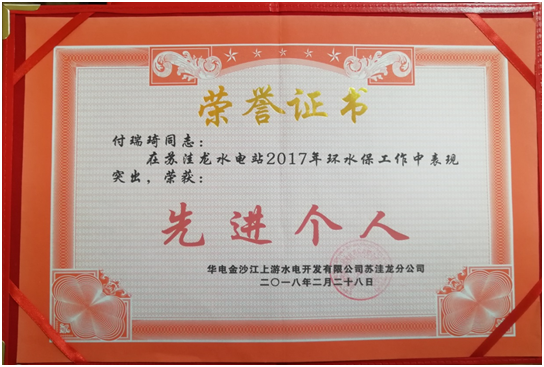 荣誉证书
付瑞琦同志：
在苏洼龙水电站2017年环水保工作中表现
突出，荣获：
先进个人
华电金沙江上游水电开发有限公司苏洼龙分公司
二〇一八年二月二十八日